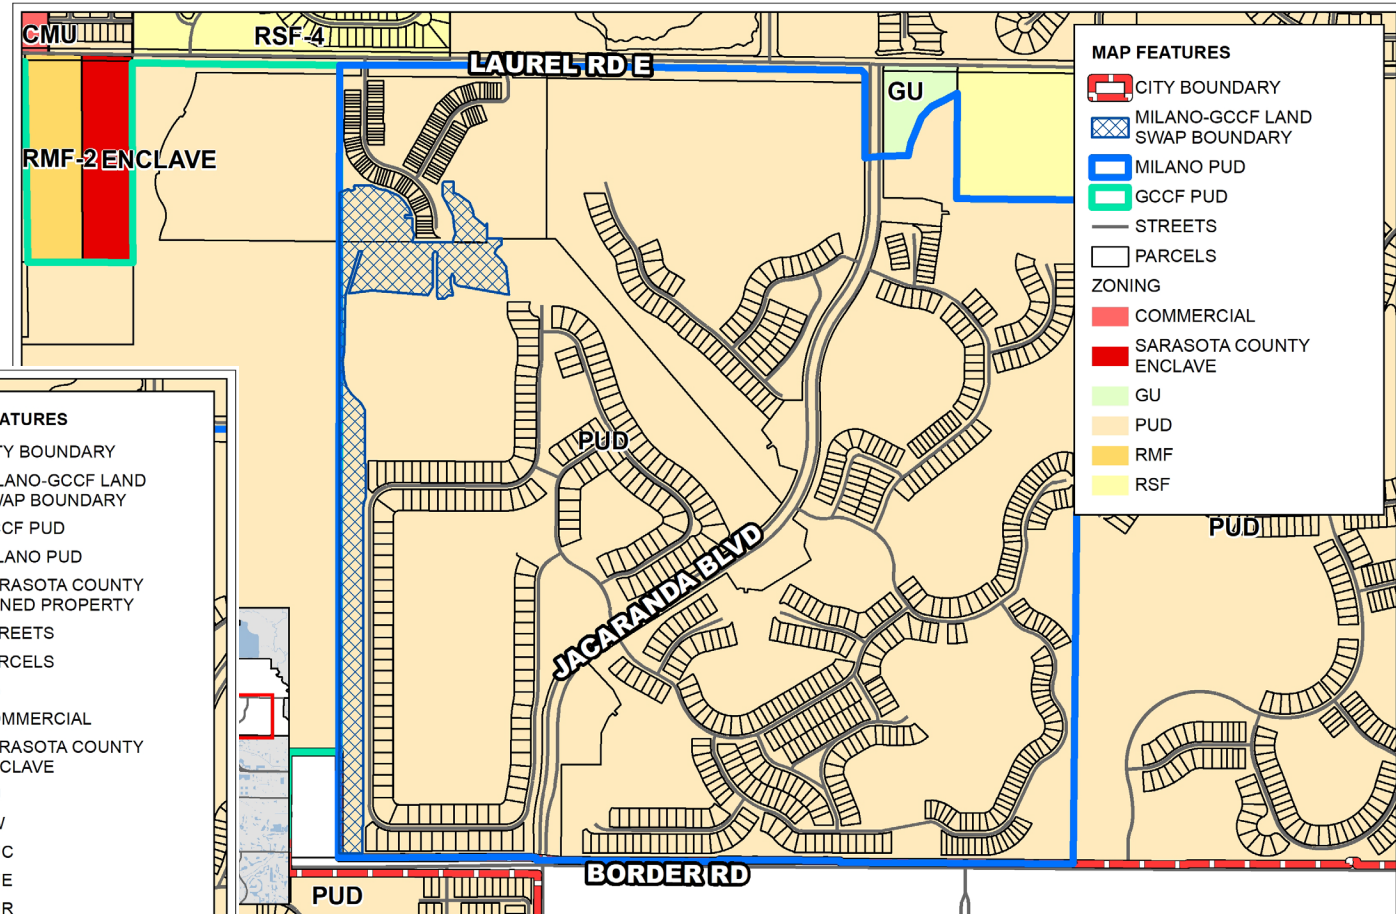 CMU
RSF-4
LAUREL RD E
GU
RMF-2
ENCLAVE
MAP FEATURES
CITY BOUNDARY
MILANO-GCCF LAND
SWAP BOUNDARY
MILANO PUD
GCCF PUD
STREETS
PARCELS
ZONING
COMMERCIAL
SARASOTA COUNTY
ENCLAVE
GU
PUD
RMF
RSF
PUD
PUD
JACARANDA BLVD
BORDER RD
PUD
ATURES
TY BOUNDARY
LANO-GCCF LAND
WAP BOUNDARY
CF PUD
LANO PUD
RASOTA COUNTY
NED PROPERTY
REETS
RCELS
MMERCIAL
RASOTA COUNTY
CLAVE
C
E
R